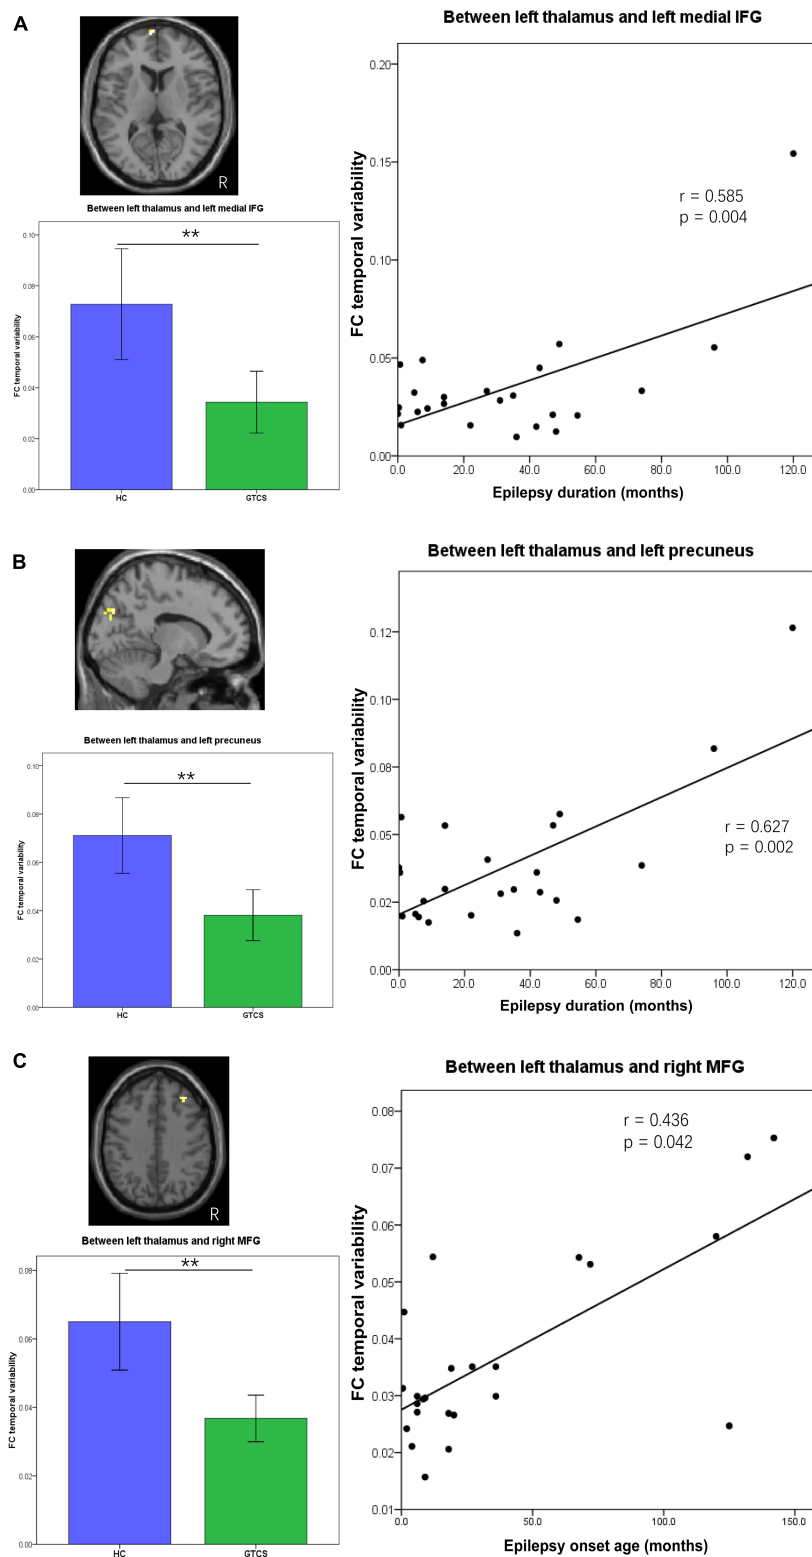 A
R
Between left thalamus and left medial IFG
**
0.10
0.08
0.06
0.04
0.02
0.00
FC temporal variability
HC GTCS
Between left thalamus and left medial IFG
0.20
0.15
0.10
0.05
0.00
FC temporal variability
r = 0.585
p = 0.004
0.0 20.0 40.0 60.0 80.0 100.0 120.0
Epilepsy duration (months)
B
Between left thalamus and left precuneus
**
0.10
0.08
0.06
0.04
0.02
0.00
FC temporal variability
HC GTCS
Between left thalamus and left precuneus
0.12
0.10
0.08
0.05
0.02
0.00
FC temporal variability
r = 0.627
p = 0.002
0.0 20.0 40.0 60.0 80.0 100.0 120.0
Epilepsy duration (months)
C
R
Between left thalamus and right MFG
**
0.08
0.06
0.04
0.02
0.00
FC temporal variability
HC GTCS
Between left thalamus and right MFG
0.08
0.07
0.06
0.05
0.04
0.03
0.02
0.01
FC temporal variability
r = 0.436
p = 0.042
0.0 50.0 100.0 150.0
Epilepsy onset age (months)